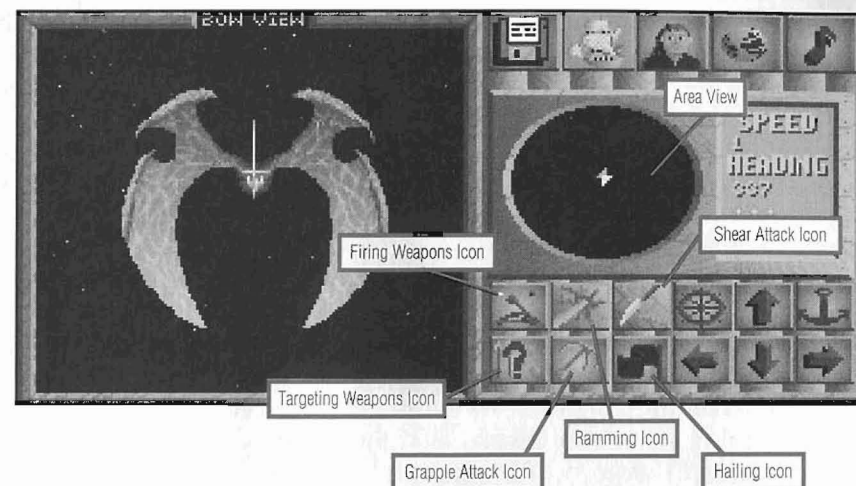 BOW VIEW
Area View
SPEED
1
HEADING
337
Shear Attack Icon
Firing Weapons Icon
Targeting Weapons Icon
Ramming Icon
Grapple Attack Icon
Hailing Icon